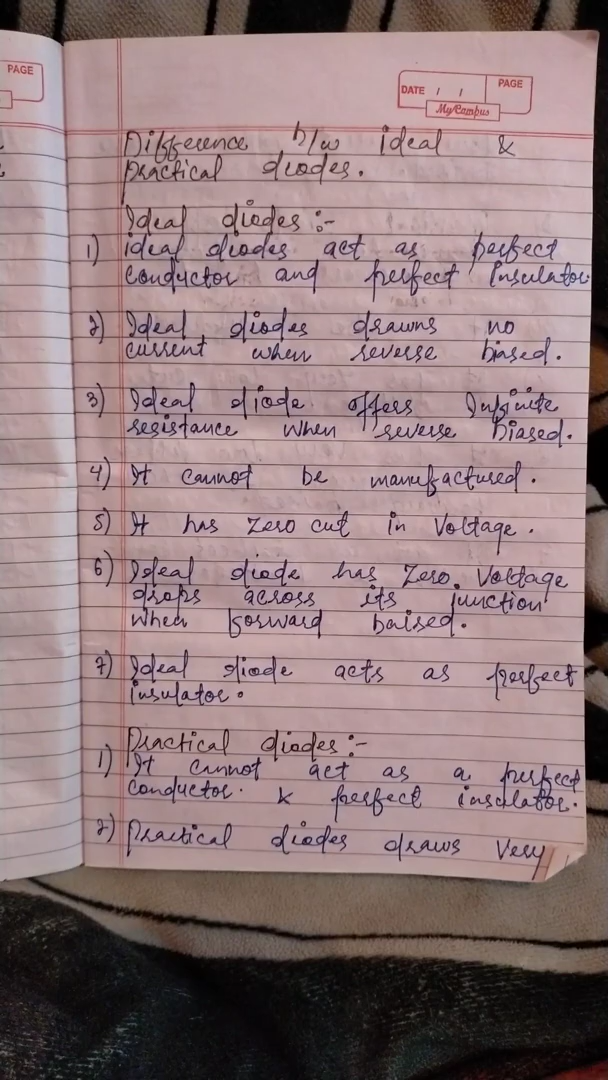 PAGE
DATE / / PAGE
MyCampus
Difference b/w ideal &
practical diodes.
Ideal diodes :-
1) ideal diodes act as perfect
conductor and perfect insulator.
2) Ideal diodes drawns no
current when reverse biased.
3) Ideal diode offers Infinite
resistance when reverse biased.
4) It cannot be manufactured.
5) It has zero cut in voltage.
6) Ideal diode has zero voltage
drops across its junction
when forward baised.
7) Ideal diode acts as perfect
insulator.
Practical diodes :-
1) It cannot act as a perfect
conductor. & perfect insulator.
2) Practical diodes draws very